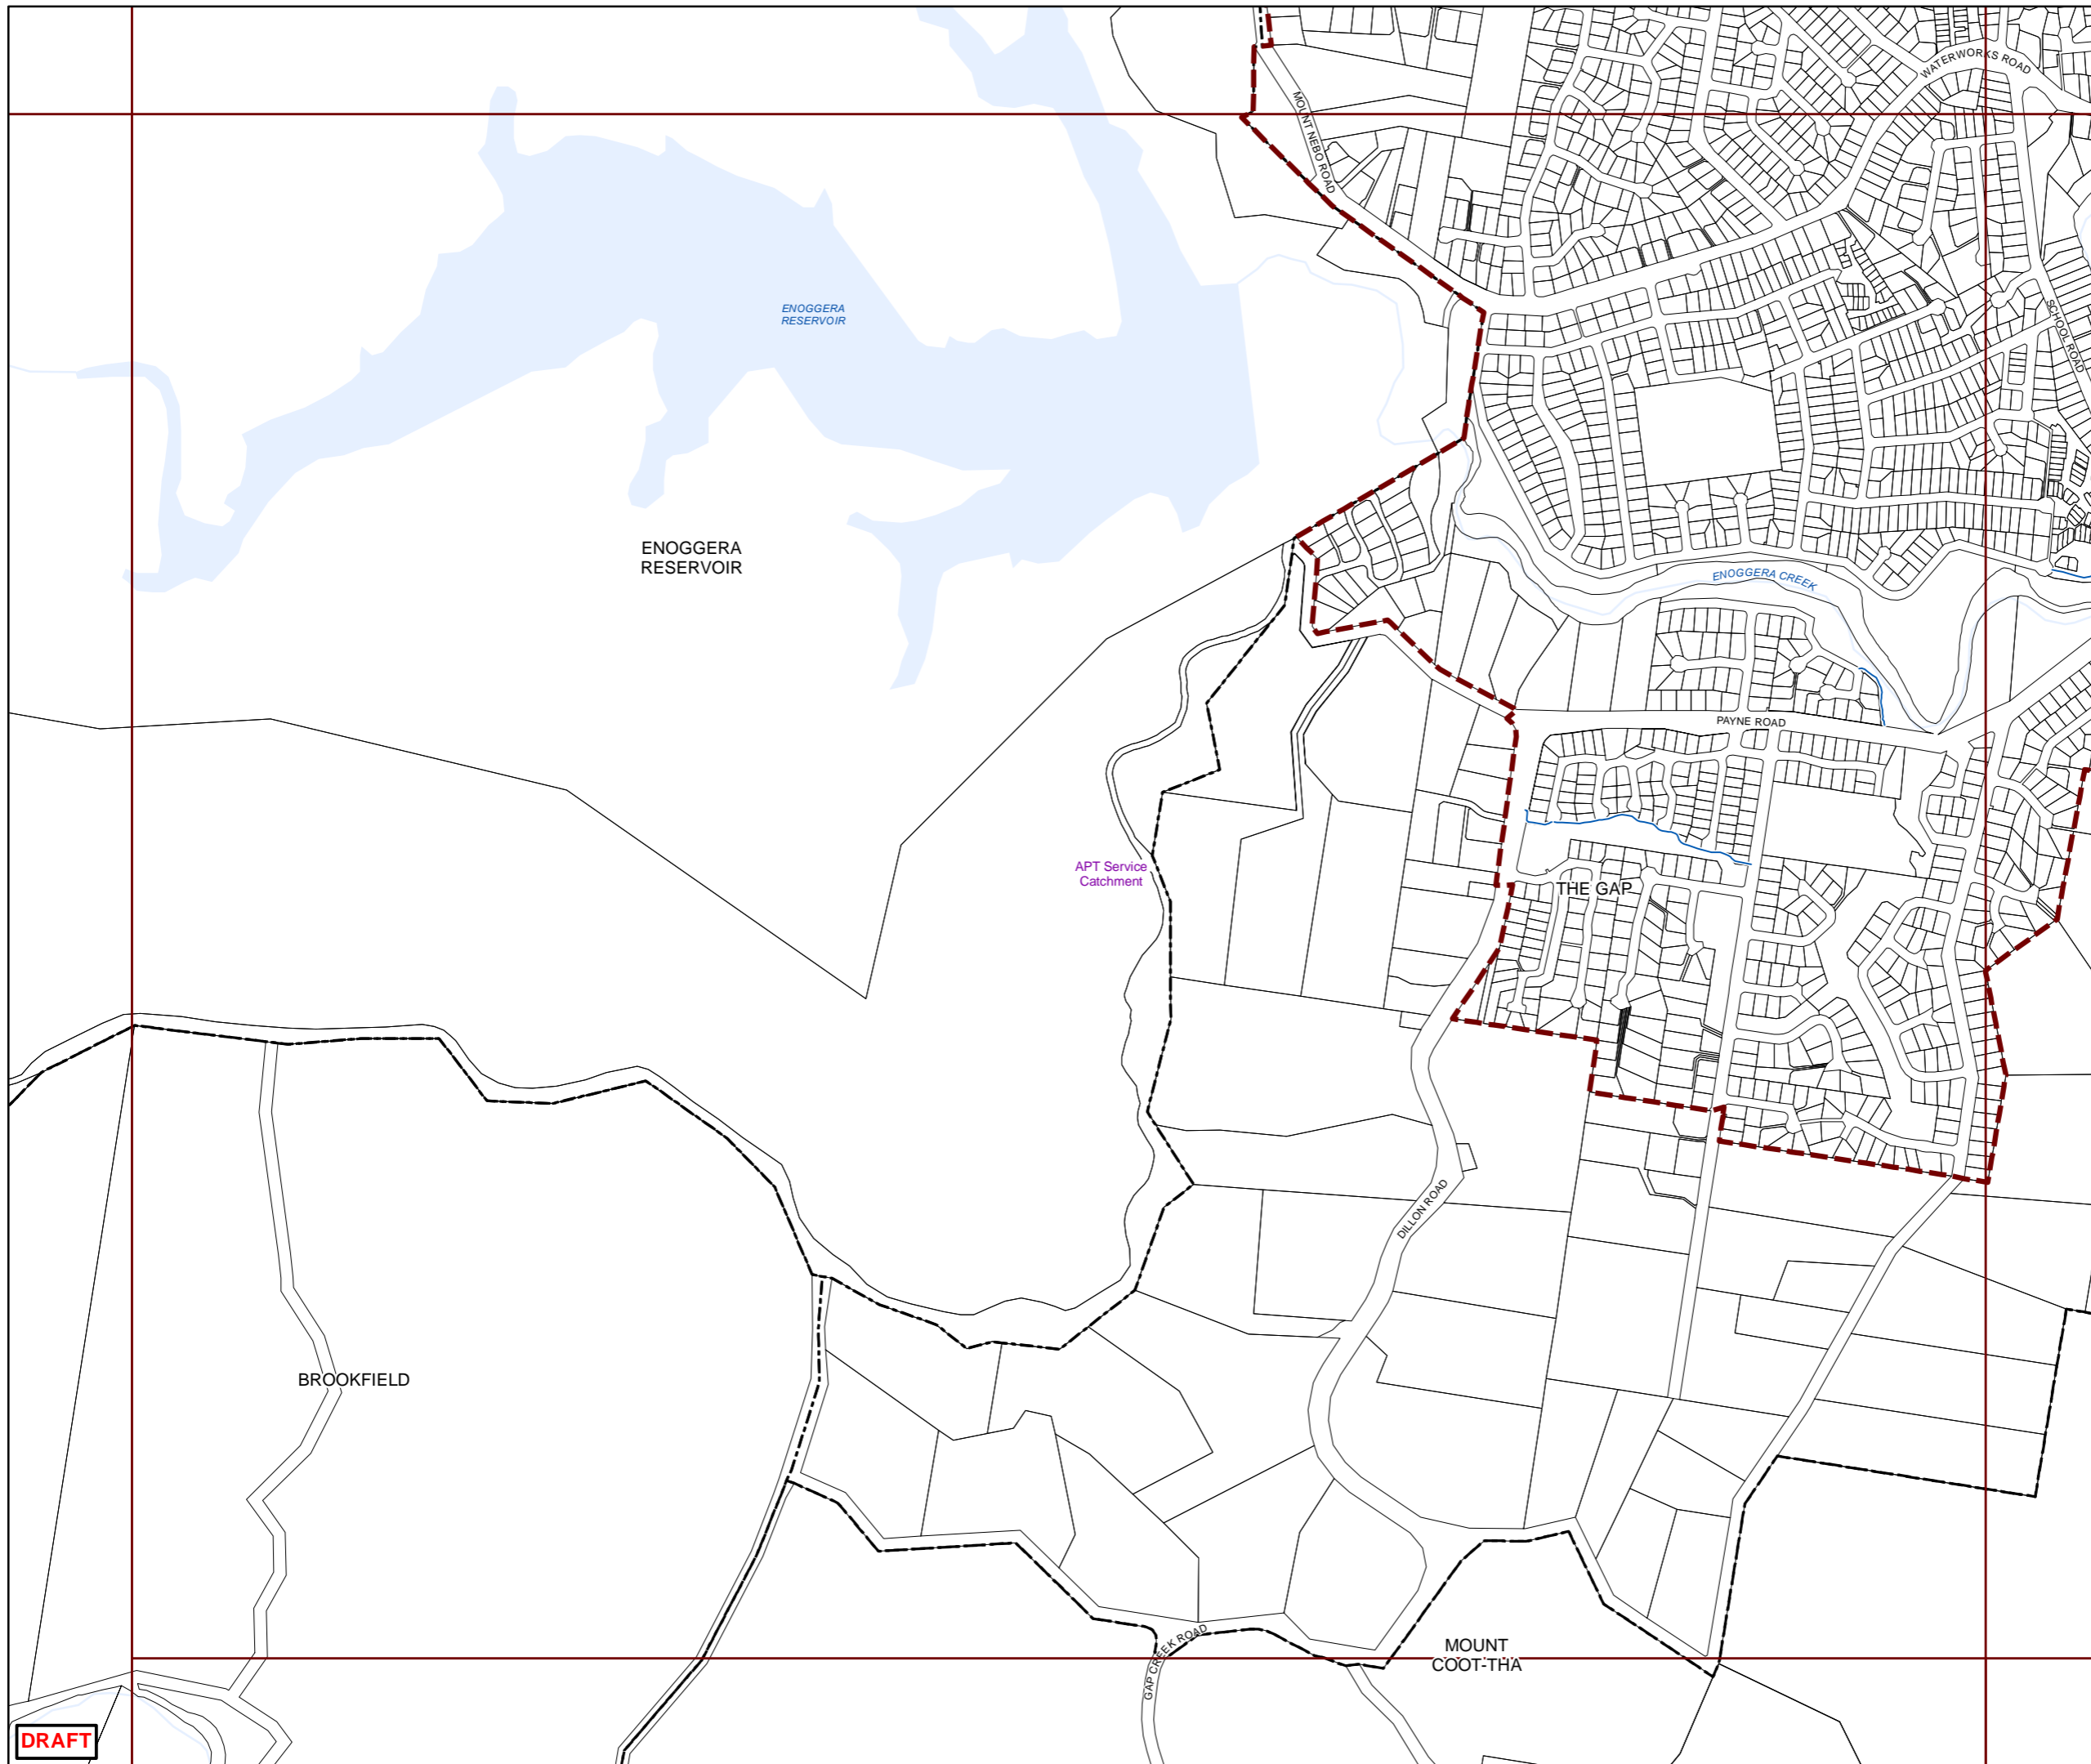 WATERWORKS ROAD
MOUNT NEBO ROAD
ENOGGERA
RESERVOIR
SCHOOL ROAD
ENOGGERA
RESERVOIR
ENOGGERA CREEK
PAYNE ROAD
APT Service
Catchment
THE GAP
DILLON ROAD
BROOKFIELD
GAP CREEK ROAD
MOUNT
COOT-THA
DRAFT